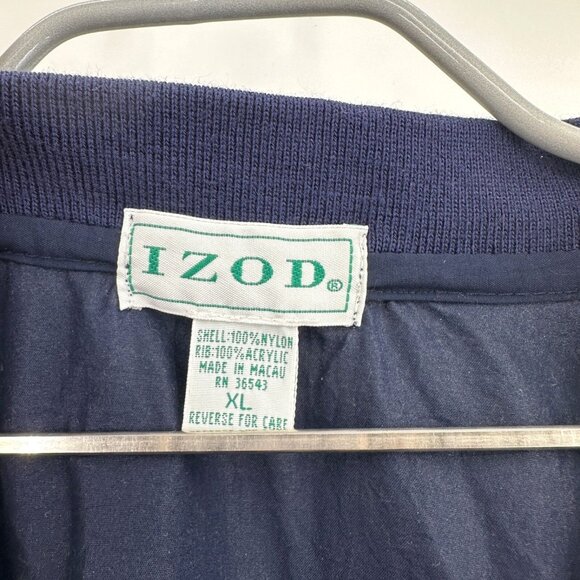 IZOD®
SHELL:100%NYLON
RIB:100%ACRYLIC
MADE IN MACAU
RN 36543
XL
REVERSE FOR CARE